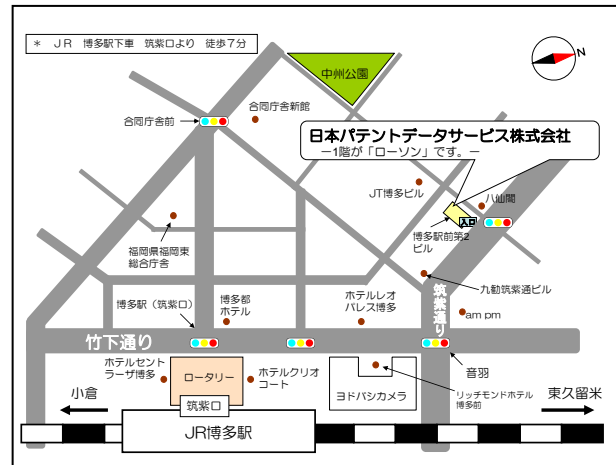 * JR 博多駅下車 筑紫口より 徒歩7分
N
中州公園
合同庁舎新館
合同庁舎前
日本パテントデータサービス株式会社
－1階が「ローソン」です。－
JT博多ビル
八仙閣
入口
博多駅前第2
ビル
福岡県福岡東
総合庁舎
九勧筑紫通ビル
博多駅（筑紫口）
博多都
ホテル
ホテルレオ
パレス博多
筑紫通り
am pm
竹下通り
音羽
ホテルセント
ラーザ博多
ロータリー
ホテルクリオ
コート
ヨドバシカメラ
リッチモンドホテル
博多前
小倉
筑紫口
東久留米
JR博多駅